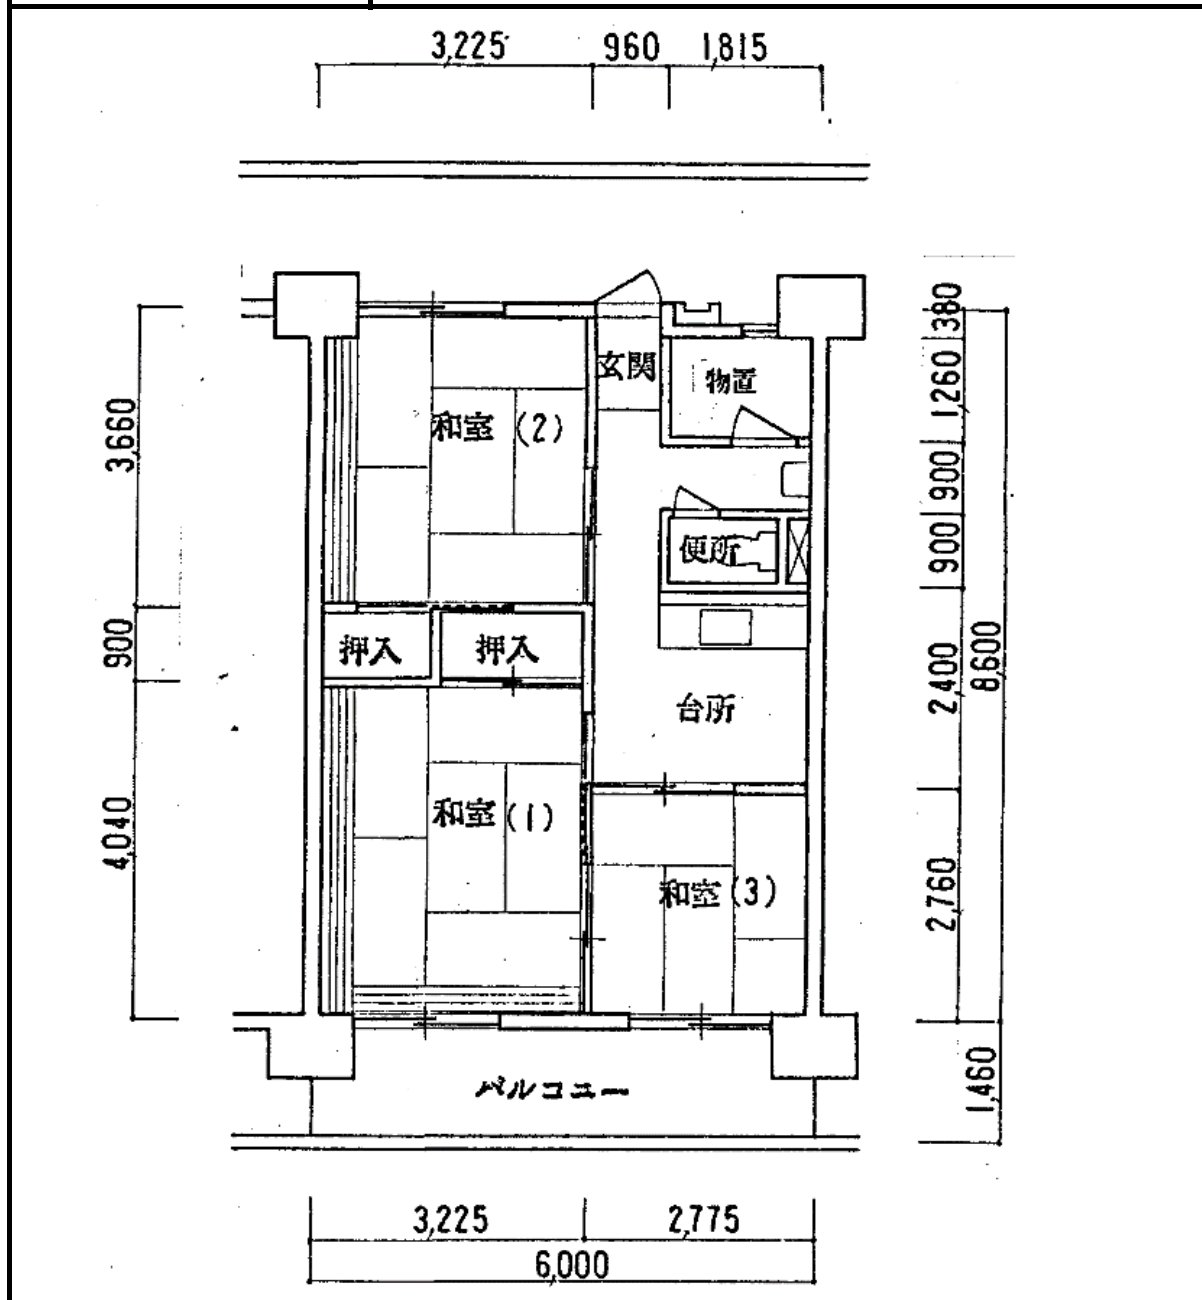 3,225 960 1,815
380
玄関
物置
1260
和室 (2)
3,660
900
便所
900
押入 押入
900
2,400
8,600
台所
和室 (1)
4,040
和室 (3)
2,760
1,460
バルコニー
3,225 2,775
6,000